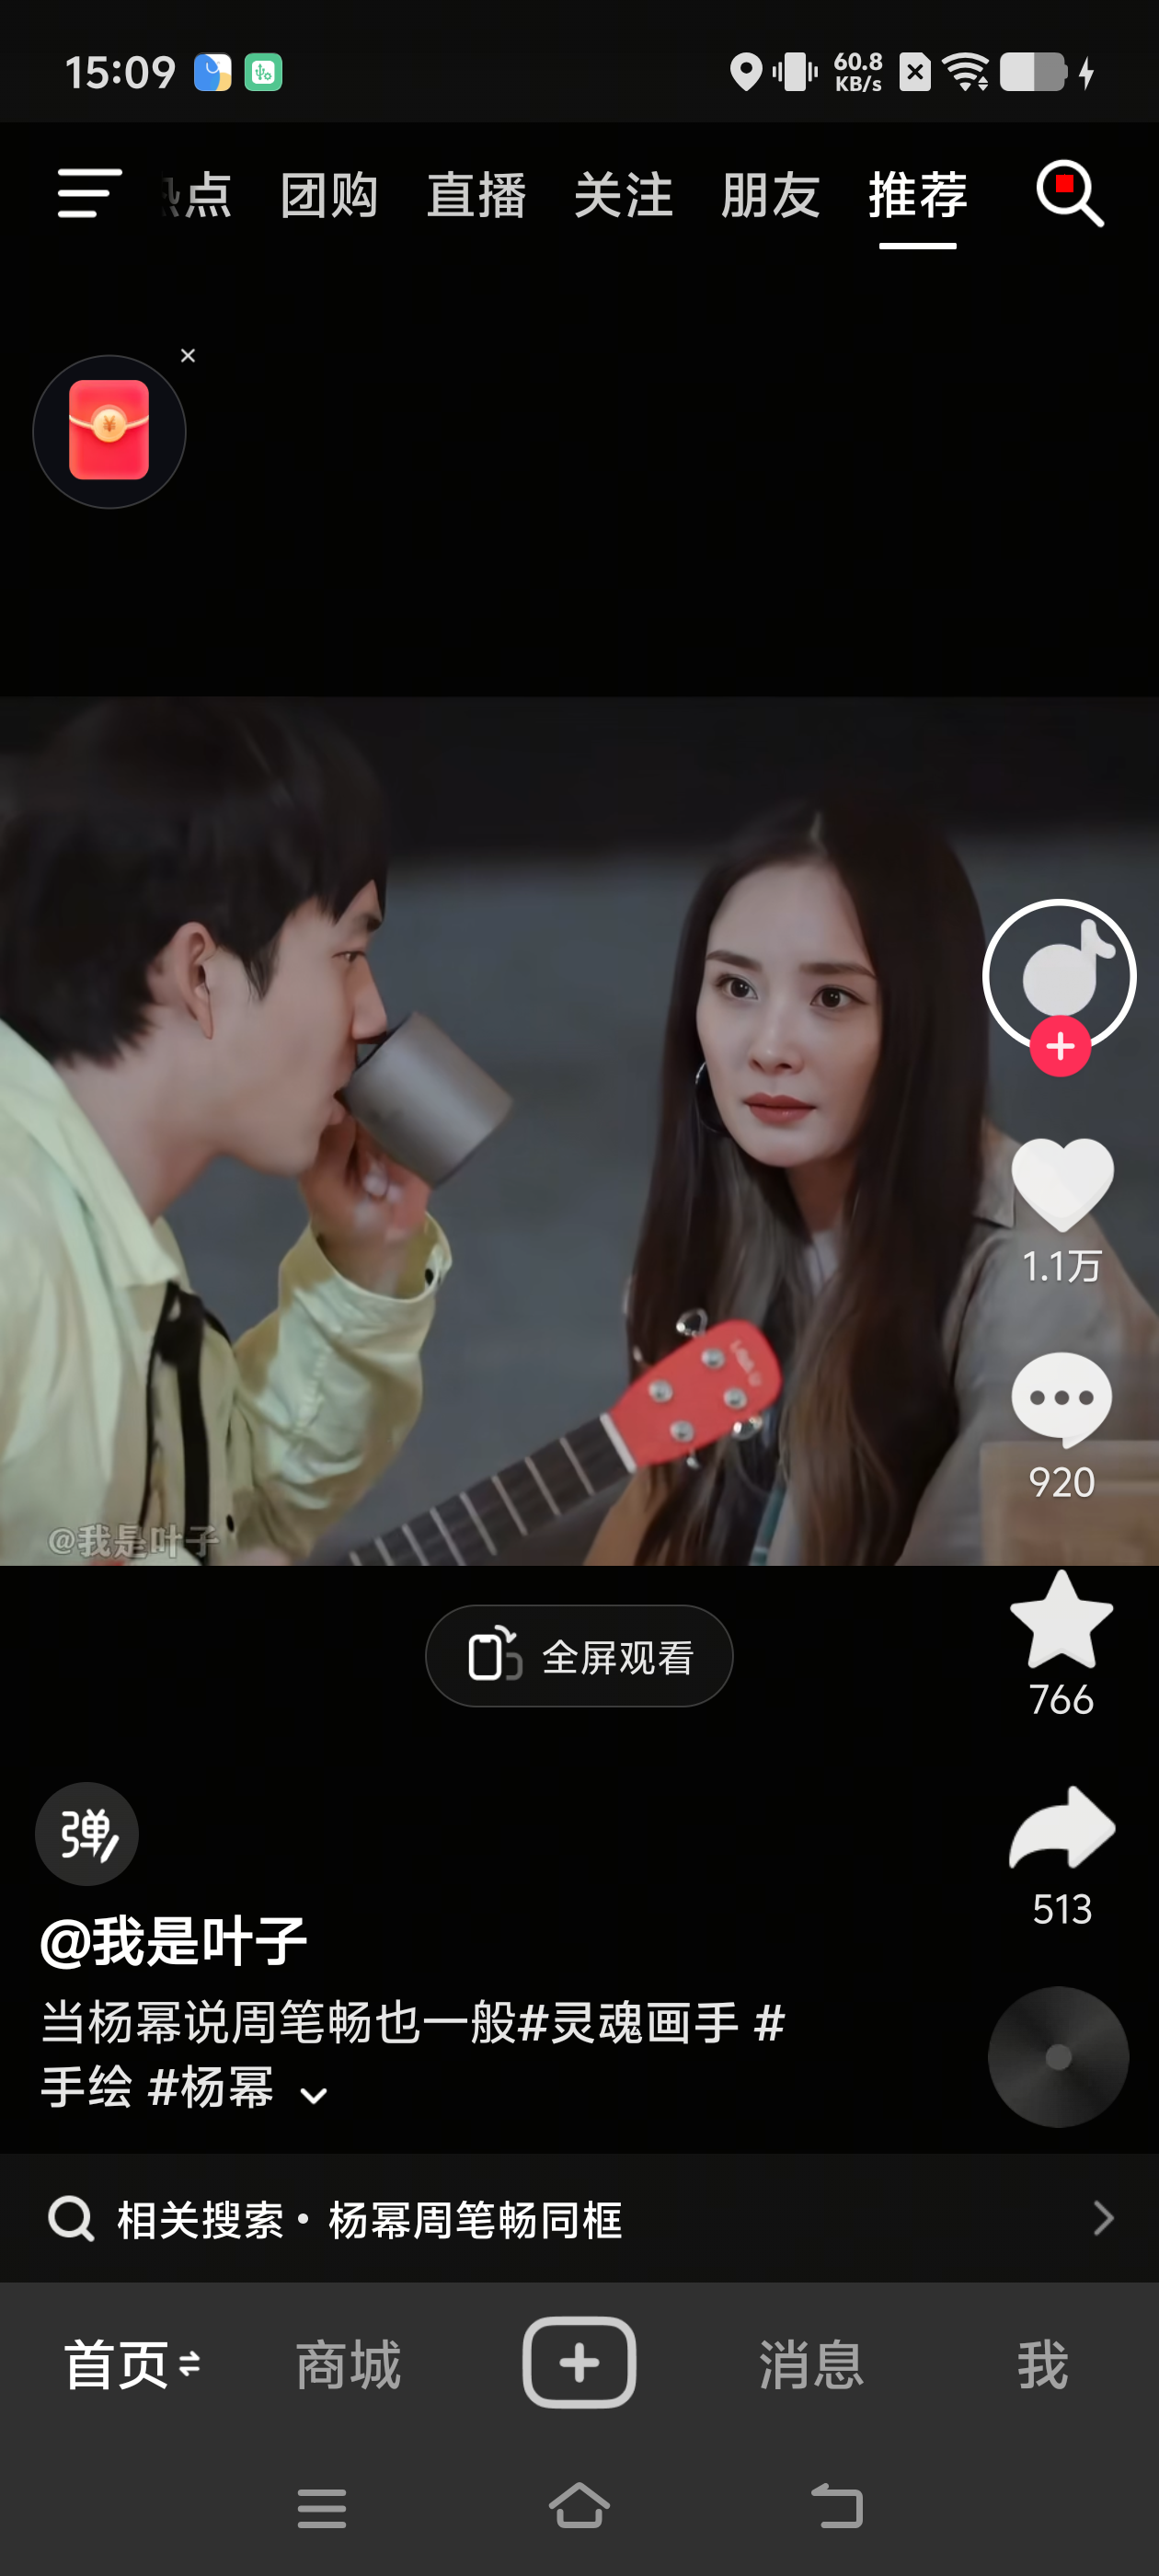 15:09
60.8
KB/s
点 团购 直播 关注 朋友 推荐
1.1万
920
@我是叶子
全屏观看
766
弹
513
@我是叶子
当杨幂说周笔畅也一般#灵魂画手 #
手绘 #杨幂
相关搜索 • 杨幂周笔畅同框
首页 商城 消息 我